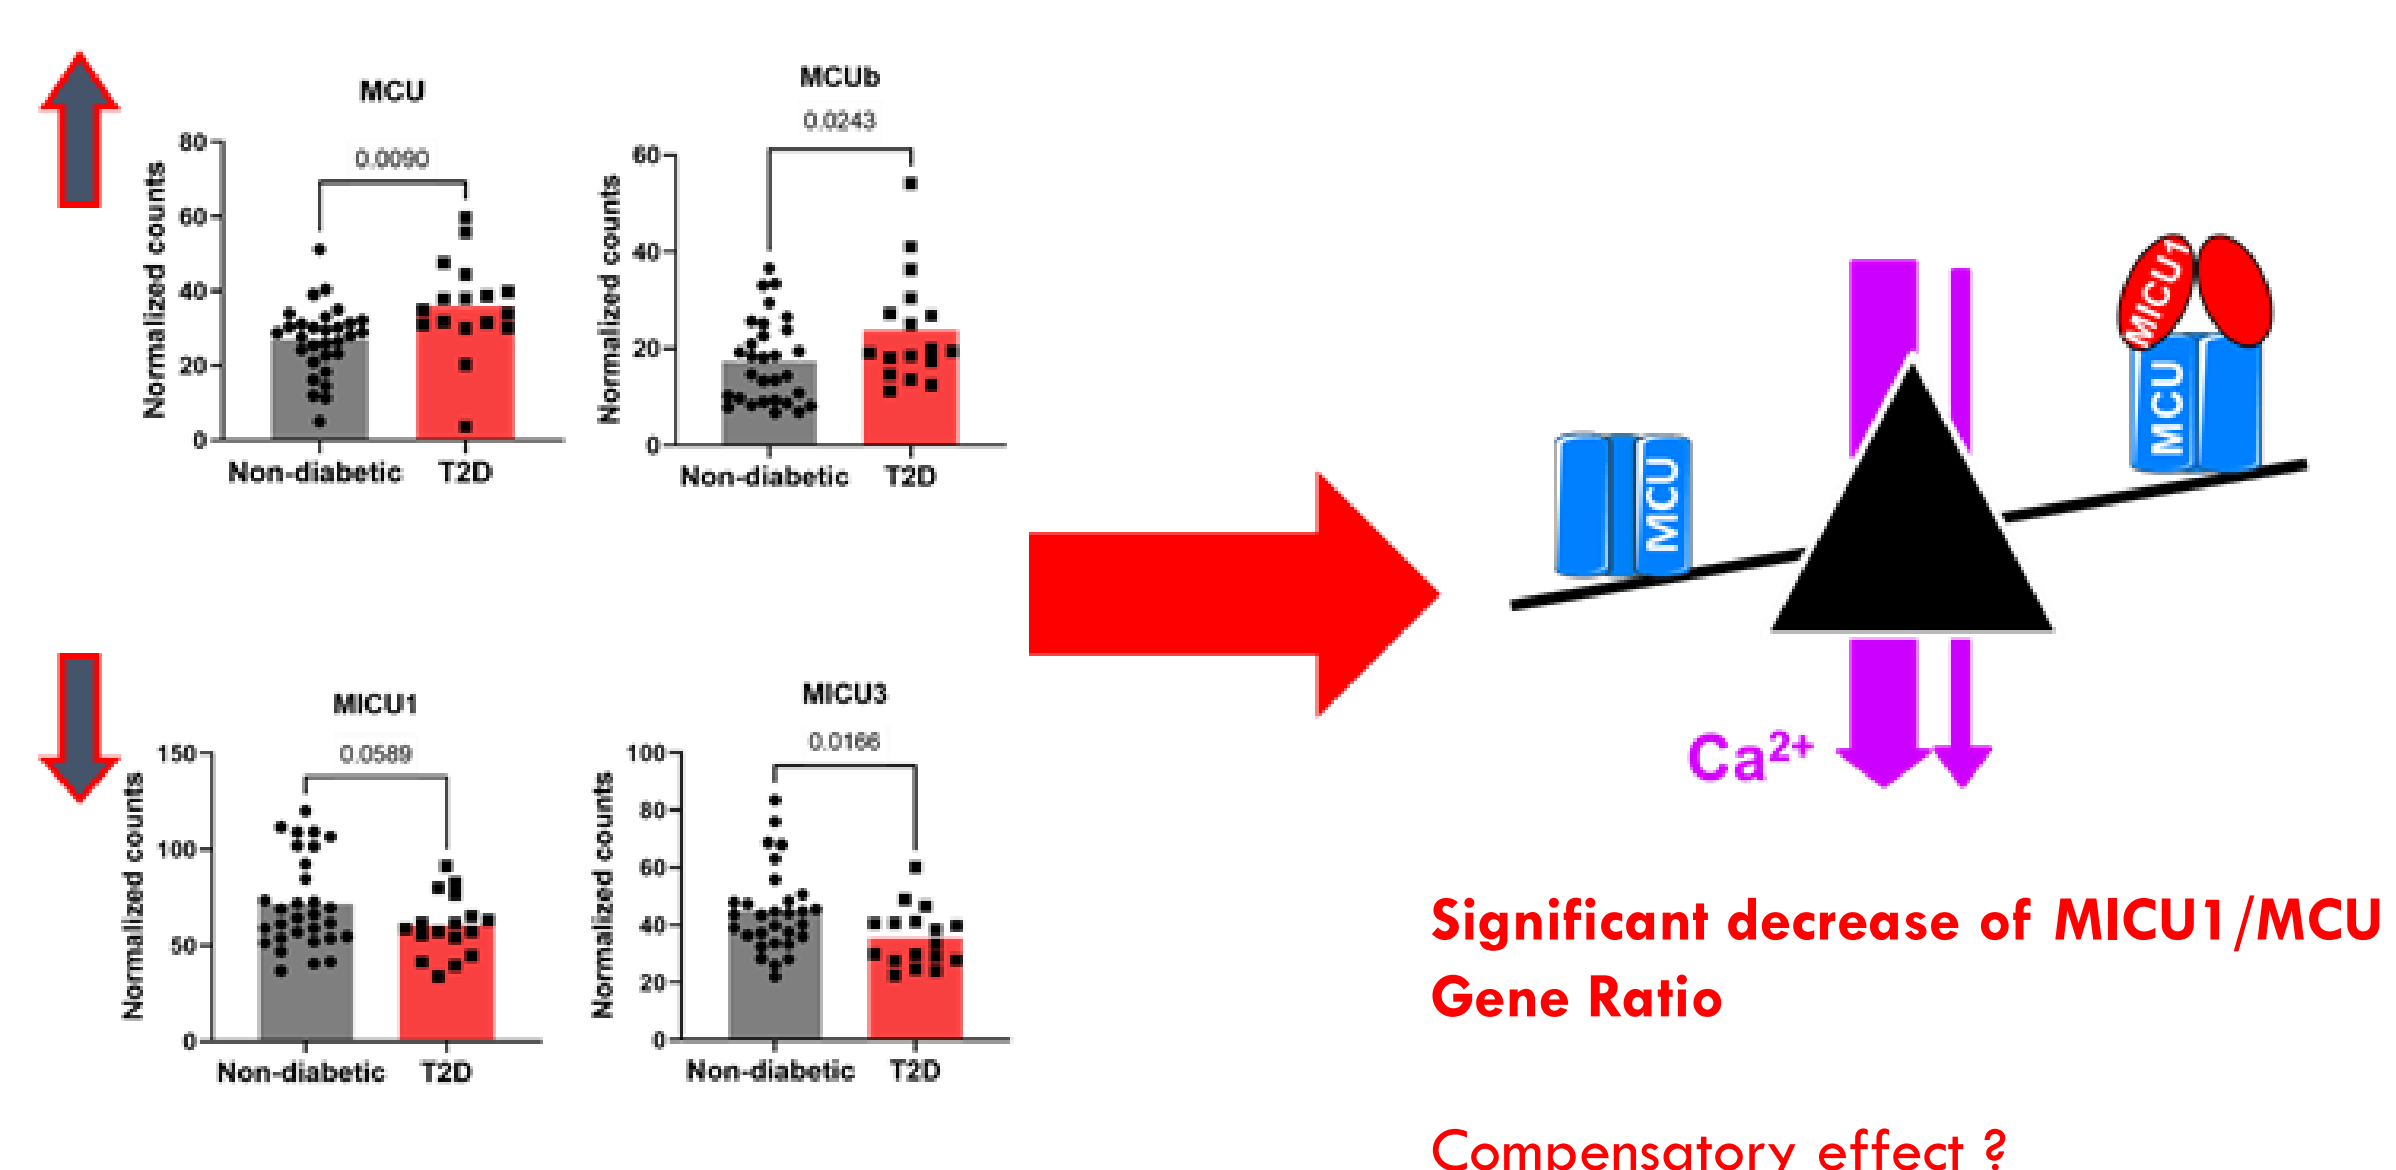 MCU
0.0090
Normalized counts
80
60
40
20
0
Non-diabetic
T2D
MCUb
0.0243
Normalized counts
60
40
20
0
Non-diabetic
T2D
MICU1
0.0589
Normalized counts
150
100
50
0
Non-diabetic
T2D
MICU3
0.0166
Normalized counts
100
80
60
40
20
0
Non-diabetic
T2D
MCU
MICU1
MCU
Ca²⁺
Significant decrease of MICU1/MCU
Gene Ratio
Compensatory effect ?